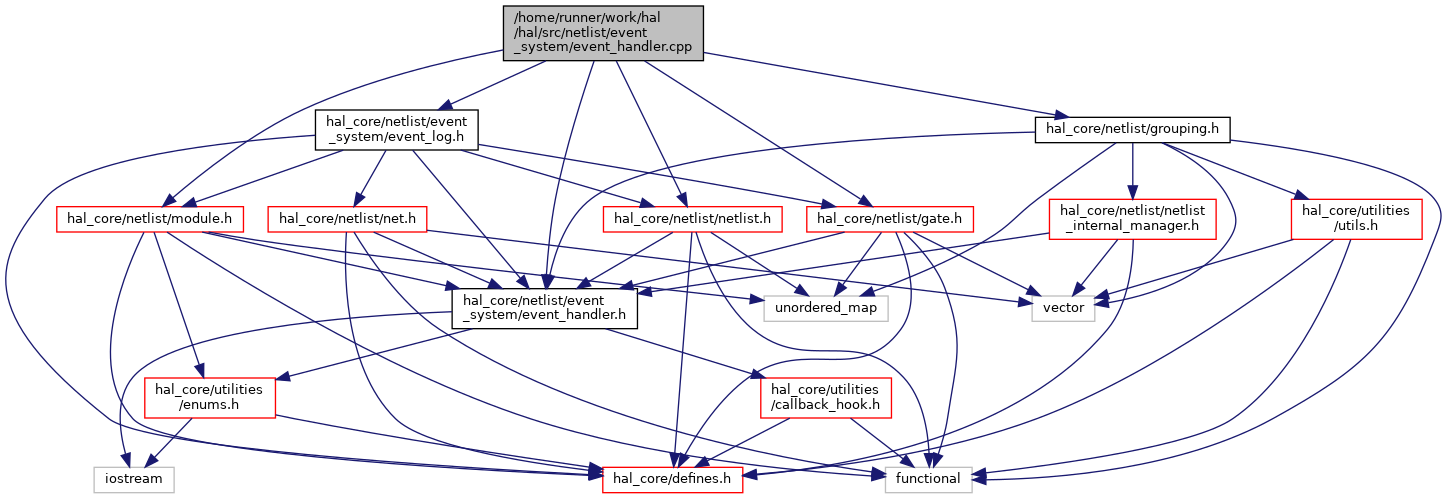 /home/runner/work/hal
/hal/src/netlist/event
_system/event_handler.cpp
hal_core/netlist/event
_system/event_log.h
hal_core/netlist/grouping.h
hal_core/netlist/module.h
hal_core/netlist/net.h
hal_core/netlist/netlist.h
hal_core/netlist/gate.h
hal_core/netlist/netlist
_internal_manager.h
hal_core/utilities
/utils.h
hal_core/netlist/event
_system/event_handler.h
unordered_map
vector
hal_core/utilities
/enums.h
hal_core/utilities
/callback_hook.h
iostream
hal_core/defines.h
functional